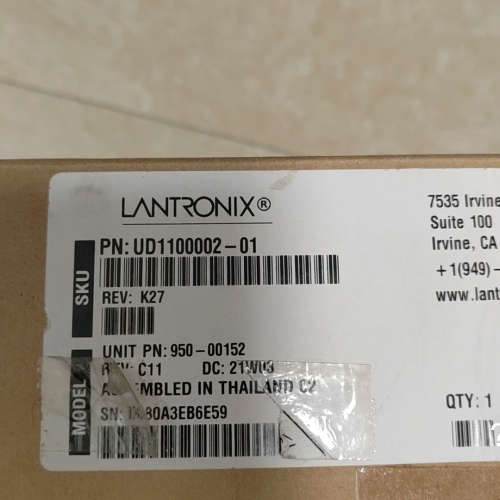 LANTRONIX®
7535 Irvine
Suite 100
Irvine, CA
+1(949)-
www.lant
SKU
PN: UD1100002-01
REV: K27
MODEL
UNIT PN: 950-00152
REV: C11 DC: 21W03
ASSEMBLED IN THAILAND C2
SN:
QTY: 1